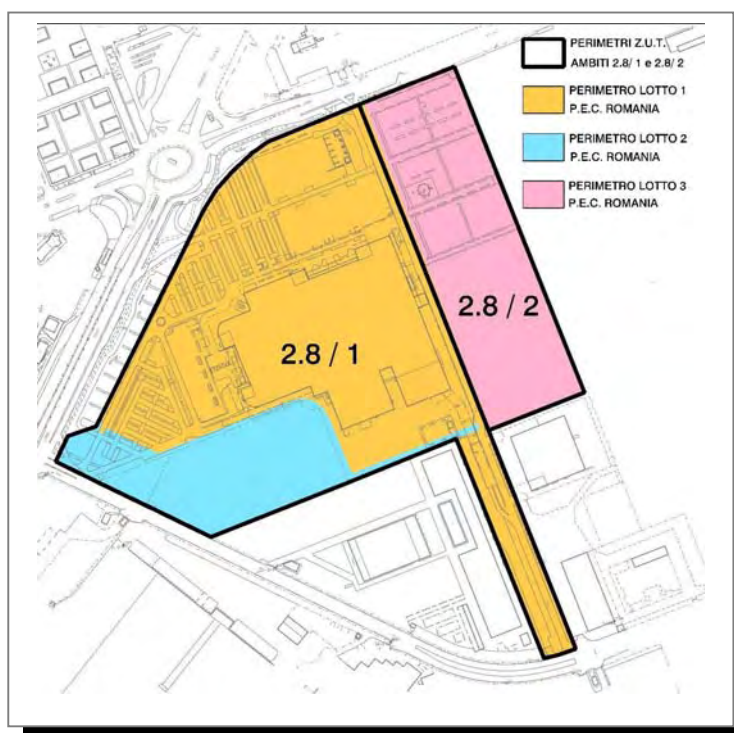 PERIMETRI Z.U.T.
AMBITI 2.8/ 1 e 2.8/ 2
PERIMETRO LOTTO 1
P.E.C. ROMANIA
PERIMETRO LOTTO 2
P.E.C. ROMANIA
PERIMETRO LOTTO 3
P.E.C. ROMANIA
2.8 / 2
2.8 / 1